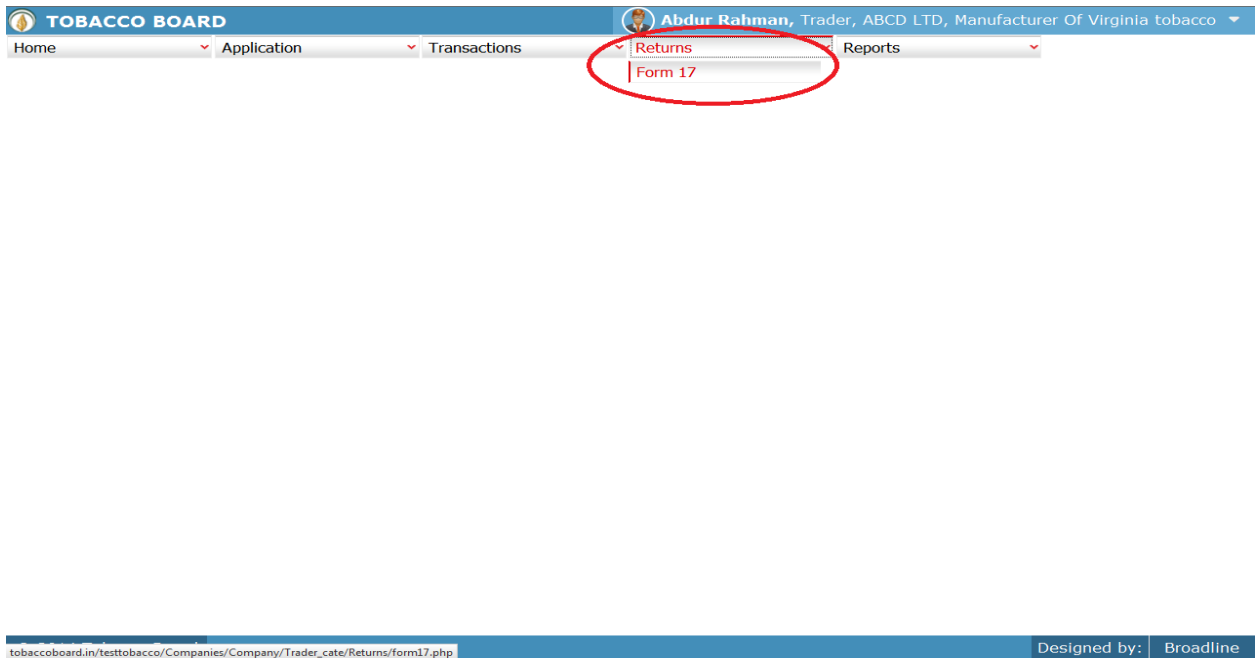 TOBACCO BOARD
Abdur Rahman, Trader, ABCD LTD, Manufacturer Of Virginia tobacco
Home Application Transactions Returns Reports
Form 17
tobaccoboard.in/testtobacco/Companies/Company/Trader_cate/Returns/form17.php
Designed by: Broadline